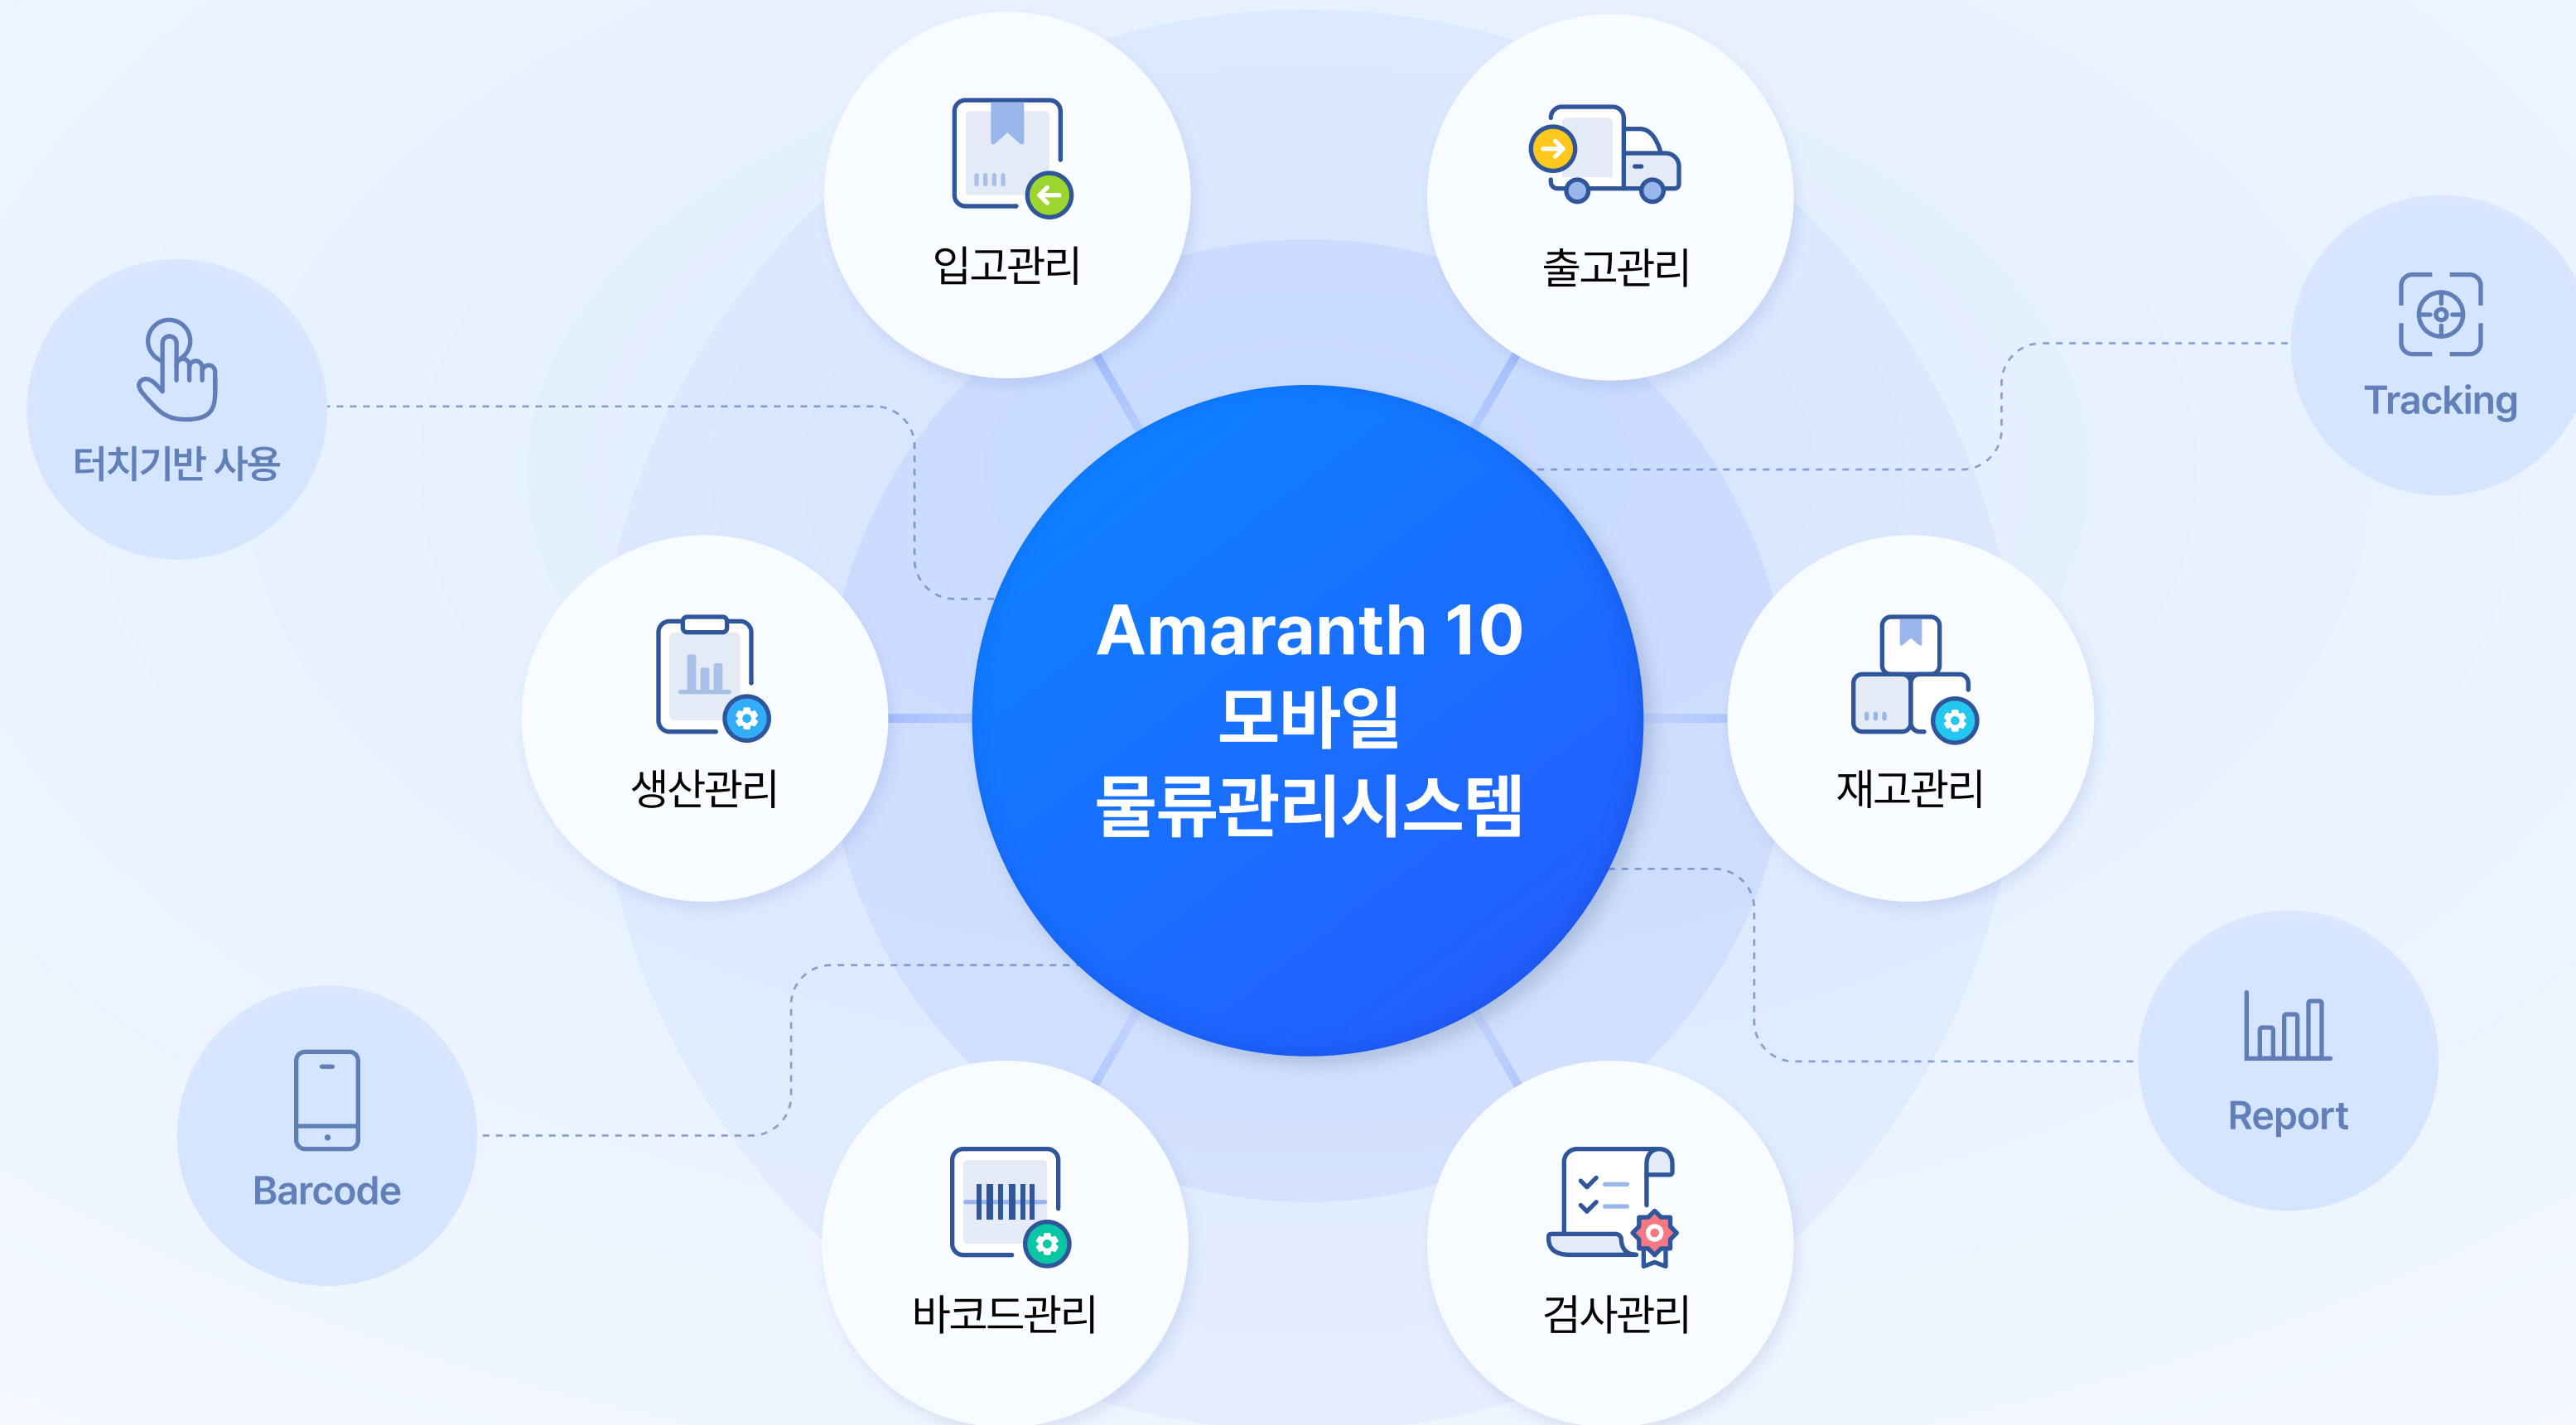 입고관리
출고관리
터치기반 사용
Tracking
생산관리
Amaranth 10
모바일
물류관리시스템
재고관리
Barcode
Report
바코드관리
검사관리